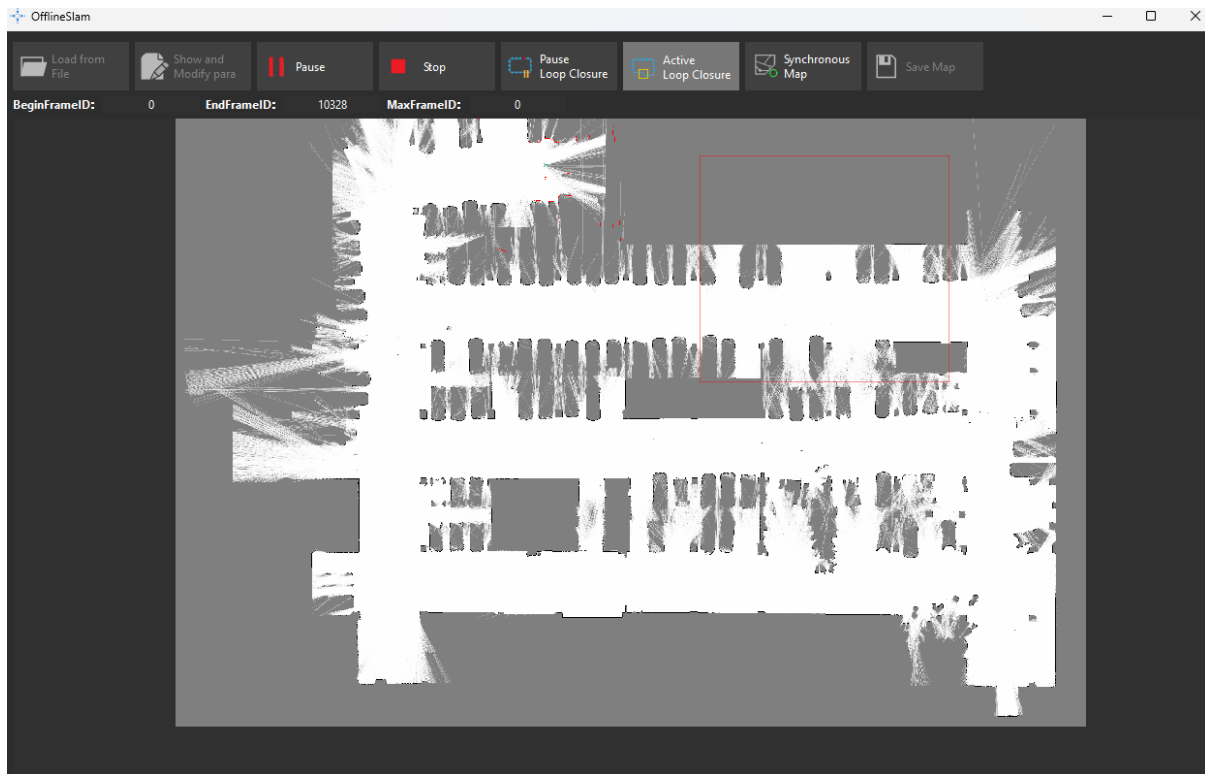 OfflineSlam
Load from
File
Show and
Modify para
Pause
Stop
Pause
Loop Closure
Active
Loop Closure
Synchronous
Map
Save Map
BeginFrameID: 0 EndFrameID: 10328 MaxFrameID: 0